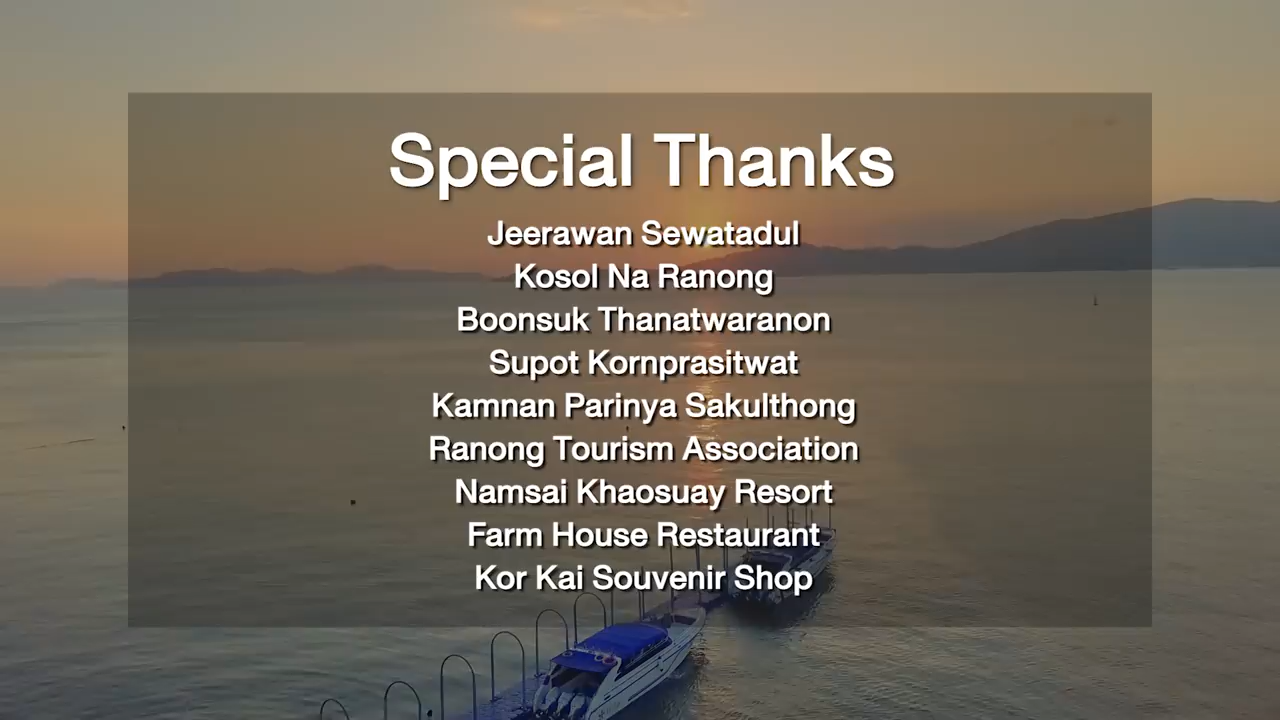 Special Thanks
Jeerawan Sewatadul
Kosol Na Ranong
Boonsuk Thanatwaranon
Supot Kornprasitwat
Kamnan Parinya Sakulthong
Ranong Tourism Association
Namsai Khaosuay Resort
Farm House Restaurant
Kor Kai Souvenir Shop